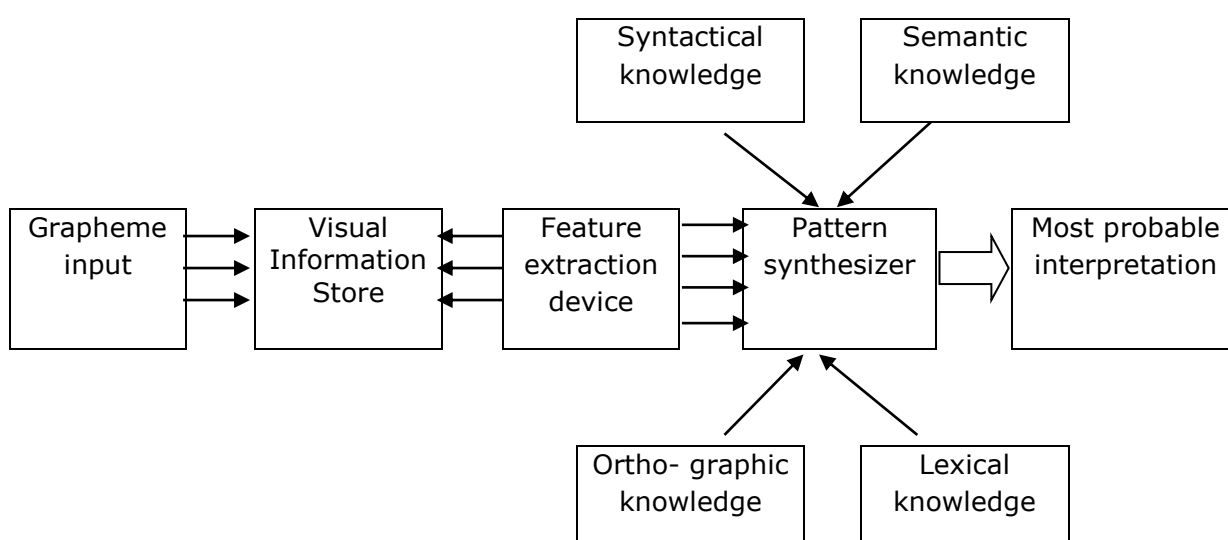 Syntactical
knowledge
Semantic
knowledge
Grapheme
input
Visual
Information
Store
Feature
extraction
device
Pattern
synthesizer
Most probable
interpretation
Ortho- graphic
knowledge
Lexical
knowledge